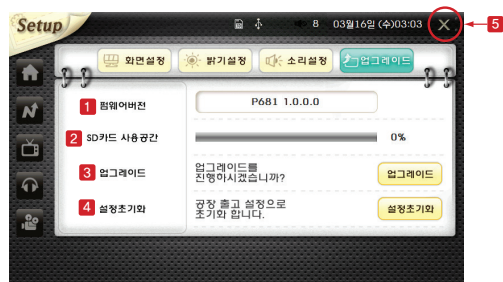 Setup
8 03월16일 (수)03:03 X 5
화면설정 밝기설정 소리설정 업그레이드
1 펌웨어버전 P681 1.0.0.0
2 SD카드 사용공간 0%
3 업그레이드 업그레이드를
진행하시겠습니까? 업그레이드
4 설정초기화 공장 출고 설정으로
초기화 합니다. 설정초기화